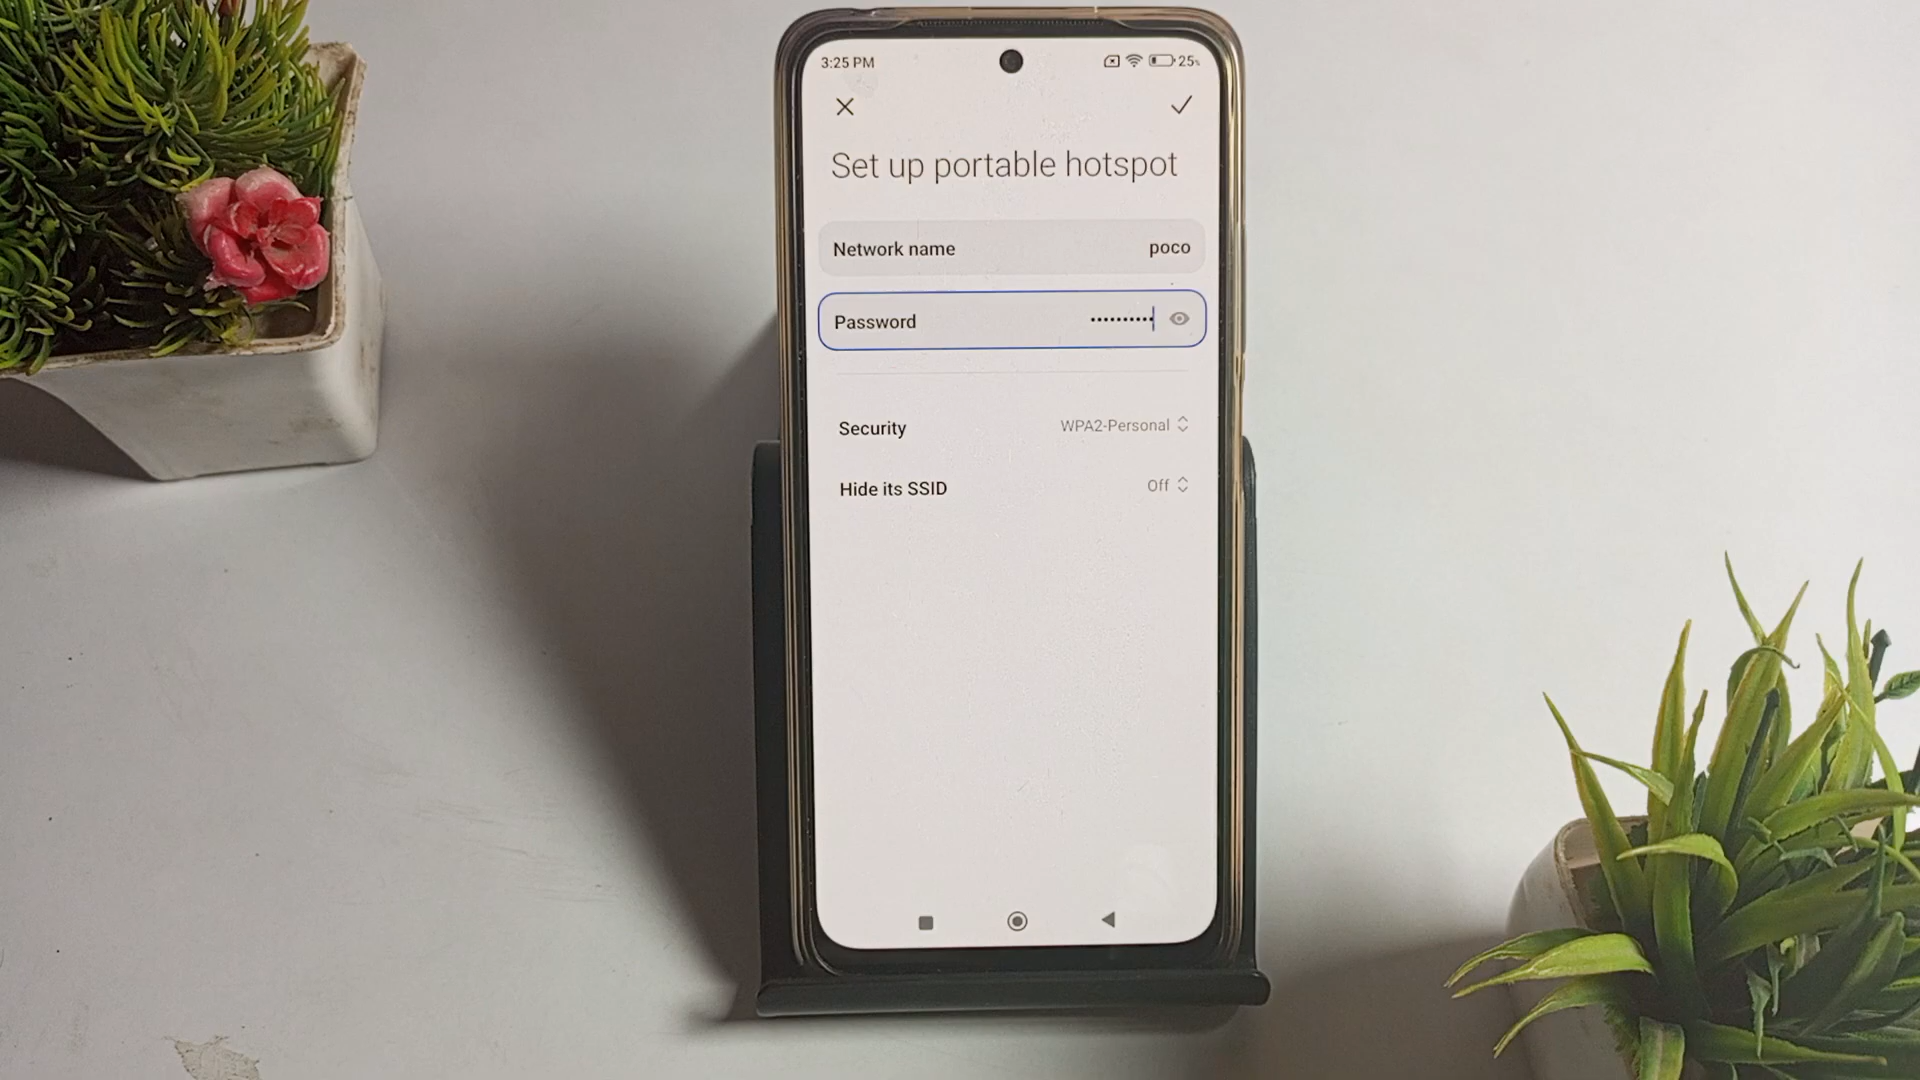 3:25 PM 25%
Set up portable hotspot
Network name poco
Password ••••••••••
Security WPA2-Personal
Hide its SSID Off